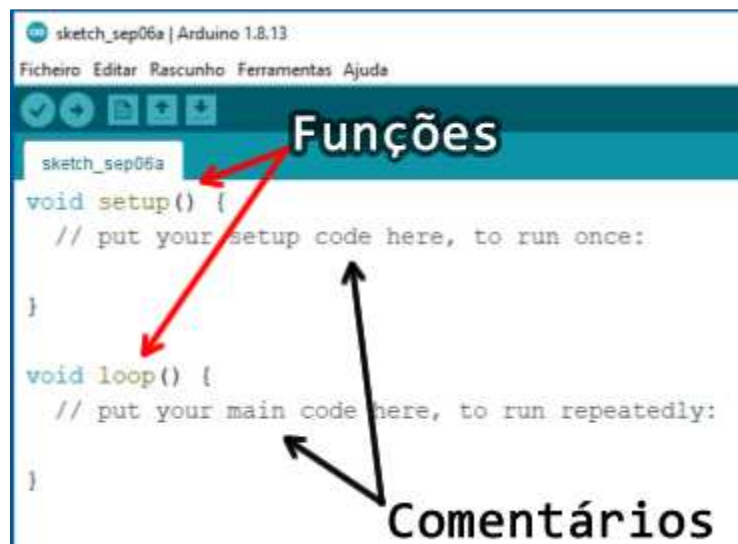 sketch_sep06a | Arduino 1.8.13
Ficheiro Editar Rascunho Ferramentas Ajuda
Funções
sketch_sep06a
void setup() {
// put your setup code here, to run once:
}
void loop() {
// put your main code here, to run repeatedly:
}
Comentários